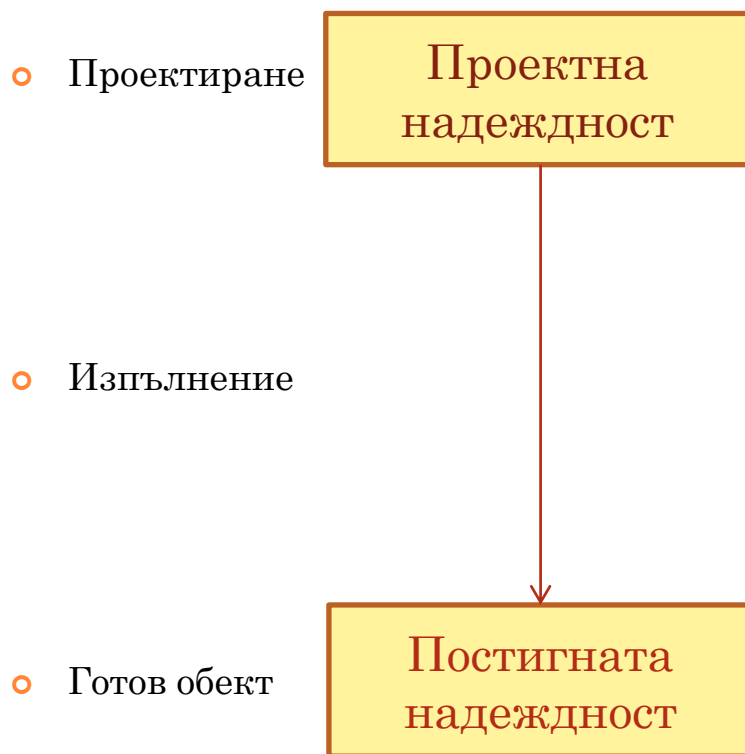 Проектиране
Проектна
надеждност
Изпълнение
Готов обект
Постигната
надеждност